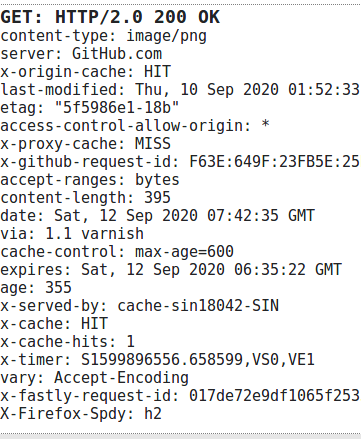 GET: HTTP/2.0 200 OK
content-type: image/png
server: GitHub.com
x-origin-cache: HIT
last-modified: Thu, 10 Sep 2020 01:52:33
etag: "5f5986e1-18b"
access-control-allow-origin: *
x-proxy-cache: MISS
x-github-request-id: F63E:649F:23FB5E:25
accept-ranges: bytes
content-length: 395
date: Sat, 12 Sep 2020 07:42:35 GMT
via: 1.1 varnish
cache-control: max-age=600
expires: Sat, 12 Sep 2020 06:35:22 GMT
age: 355
x-served-by: cache-sin18042-SIN
x-cache: HIT
x-cache-hits: 1
x-timer: S1599896556.658599,VS0,VE1
vary: Accept-Encoding
x-fastly-request-id: 017de72e9df1065f253
X-Firefox-Spdy: h2